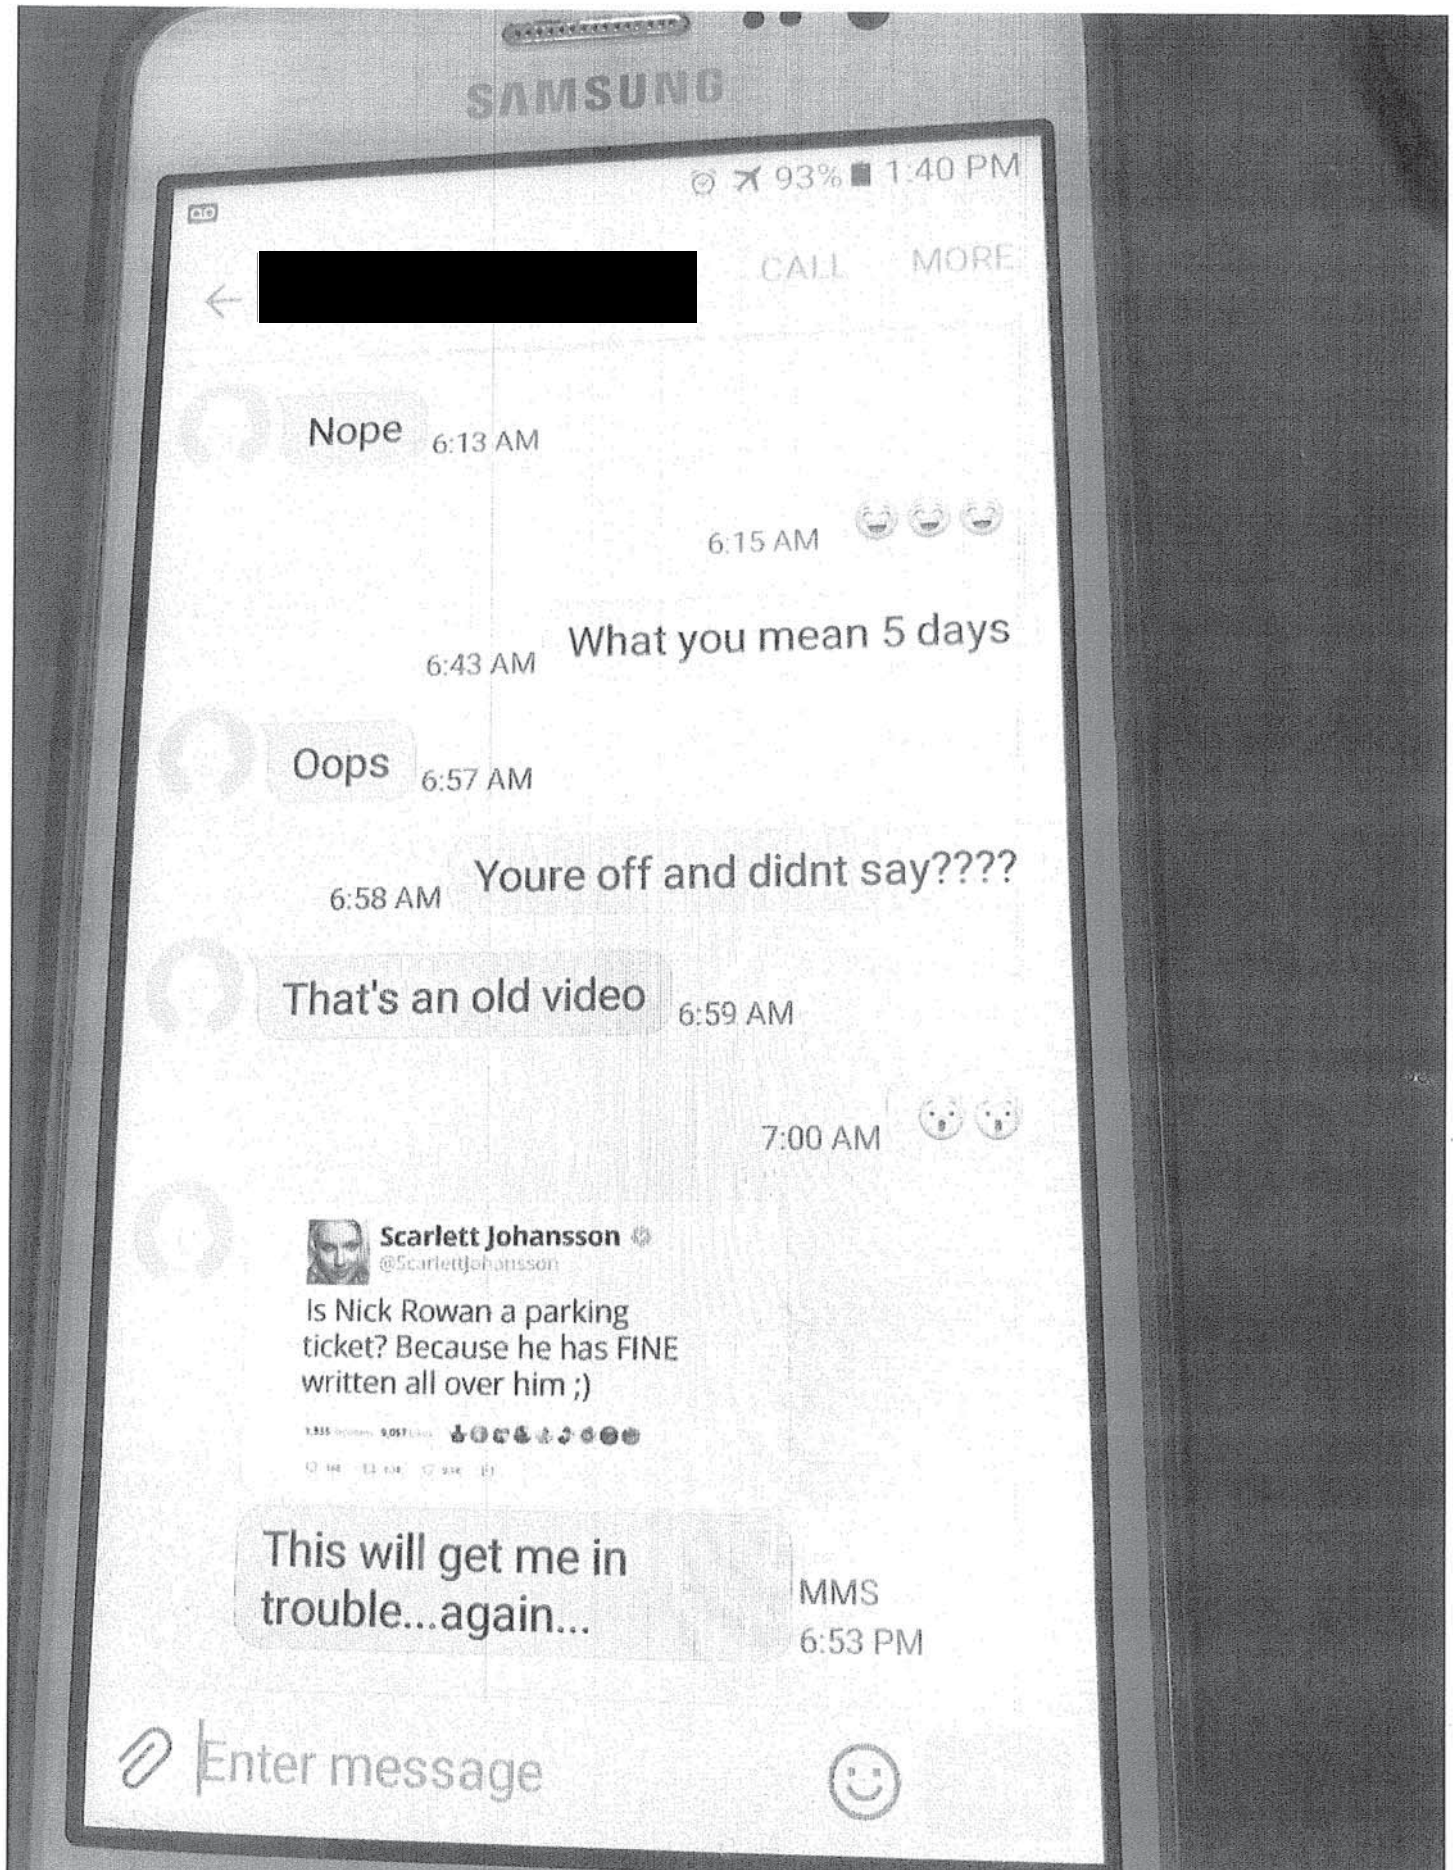 SAMSUNG
93% 1:40 PM
CALL MORE
Nope 6:13 AM
6:15 AM
6:43 AM What you mean 5 days
Oops 6:57 AM
6:58 AM Youre off and didnt say????
That's an old video 6:59 AM
7:00 AM
Scarlett Johansson
@ScarlettJohansson
Is Nick Rowan a parking
ticket? Because he has FINE
written all over him ;)
This will get me in
trouble...again...
MMS
6:53 PM
Enter message